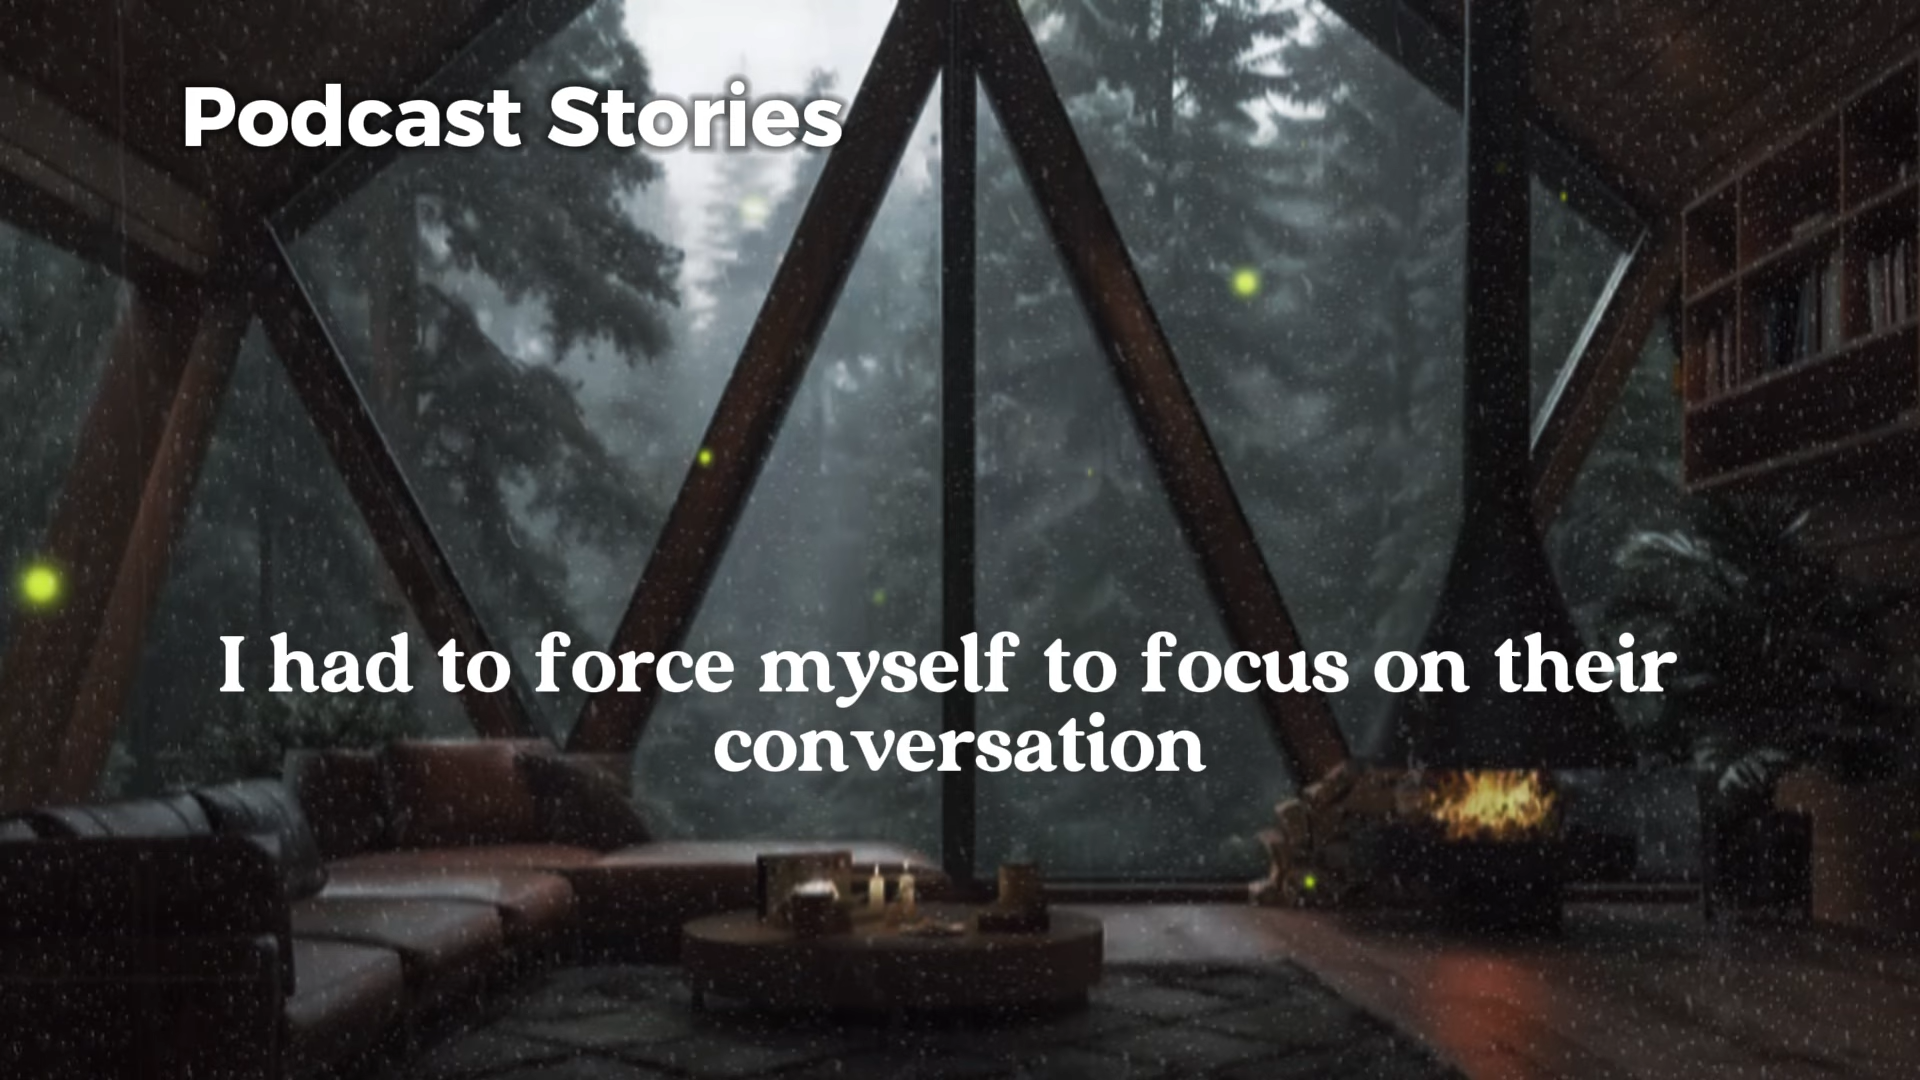 Podcast Stories
I had to force myself to focus on their
conversation